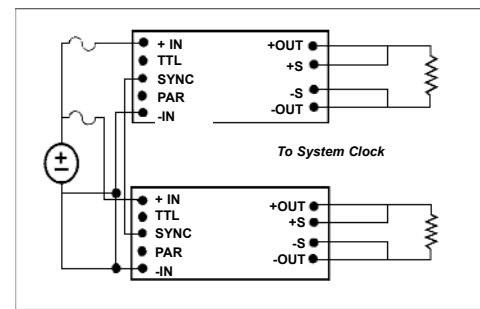 + IN
TTL
SYNC
PAR
-IN
+OUT
+S
-S
-OUT
To System Clock
+ IN
TTL
SYNC
PAR
-IN
+OUT
+S
-S
-OUT